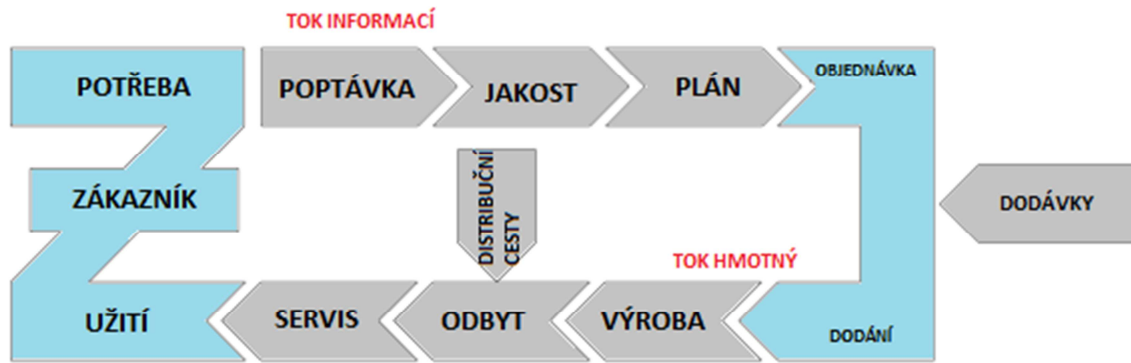 TOK INFORMACÍ
POTŘEBA
POPTÁVKA
JAKOST
PLÁN
OBJEDNÁVKA
ZÁKAZNÍK
DISTRIBUČNÍ
CESTY
DODÁVKY
TOK HMOTNÝ
UŽITÍ
SERVIS
ODBYT
VÝROBA
DODÁNÍ